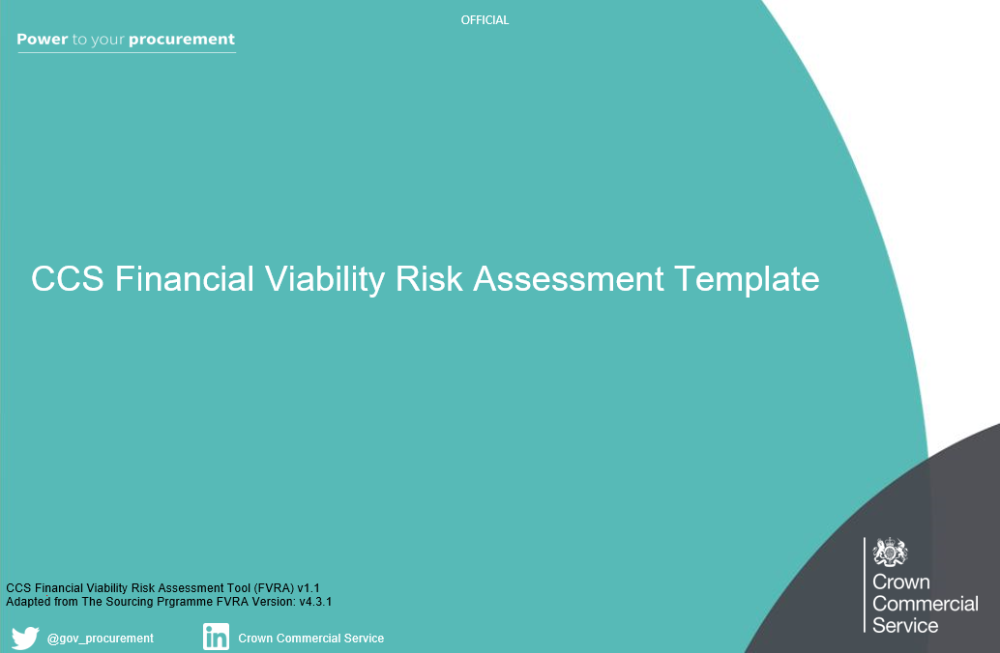 OFFICIAL
Power to your procurement
CCS Financial Viability Risk Assessment Template
CCS Financial Viability Risk Assessment Tool (FVRA) v1.1
Adapted from The Sourcing Prgramme FVRA Version: v4.3.1
@gov_procurement
in
Crown Commercial Service
Crown
Commercial
Service